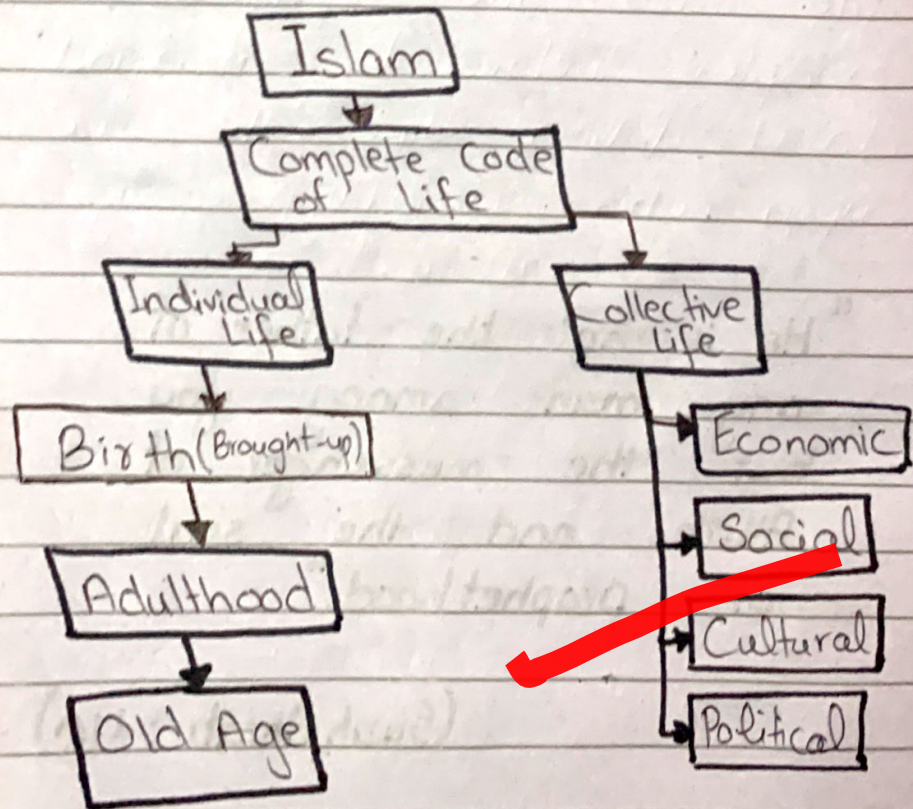 Islam
Complete Code
of Life
Individual
Life
Collective
Life
Birth (Brought-up)
Economic
Social
Adulthood
Cultural
Old Age
Political